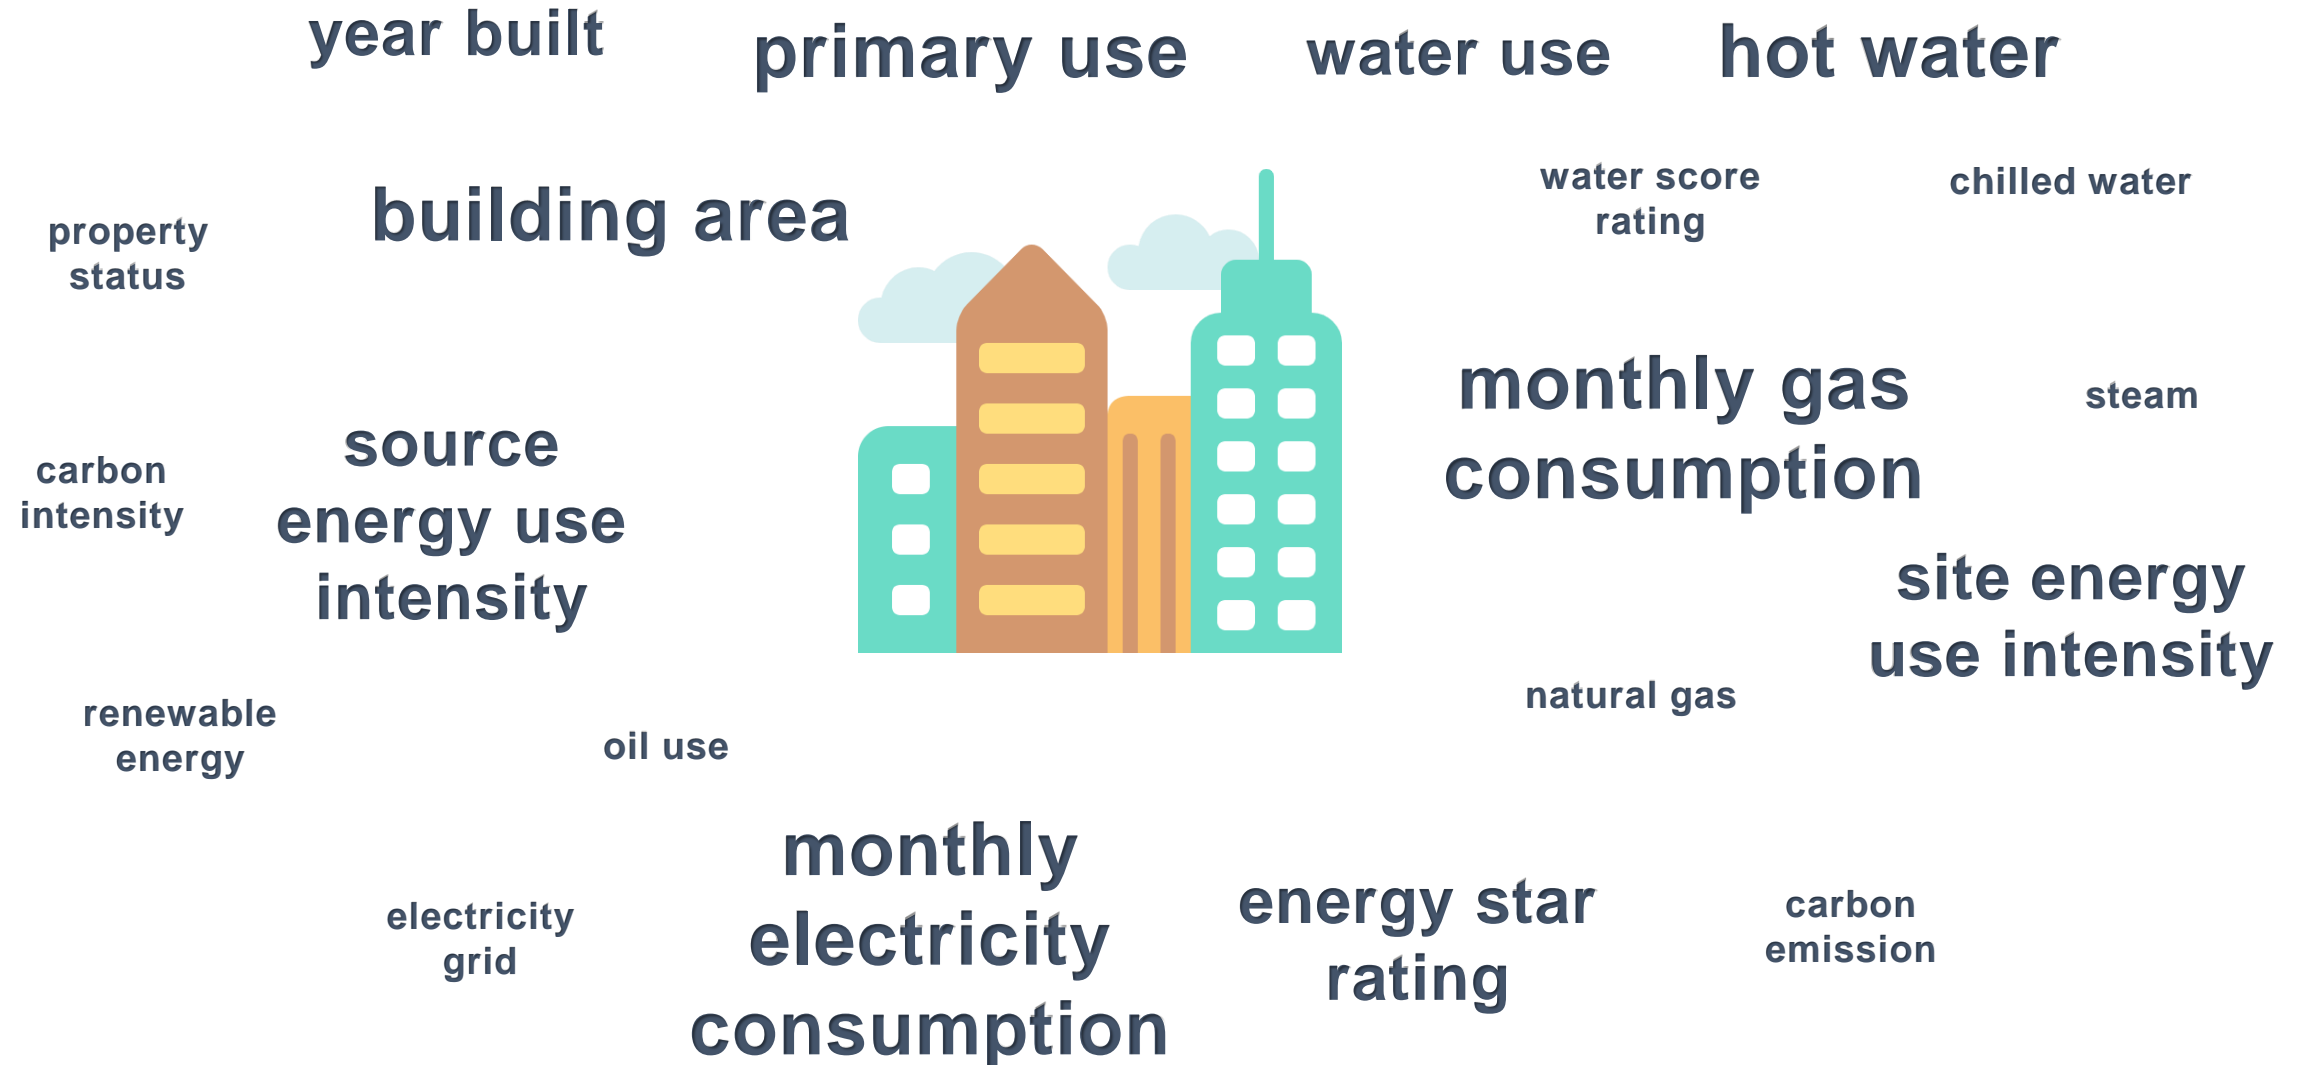 year built
primary use
water use
hot water
building area
water score
rating
chilled water
property
status
monthly gas
consumption
steam
source
energy use
intensity
carbon
intensity
site energy
use intensity
natural gas
renewable
energy
oil use
monthly
electricity
consumption
energy star
rating
electricity
grid
carbon
emission